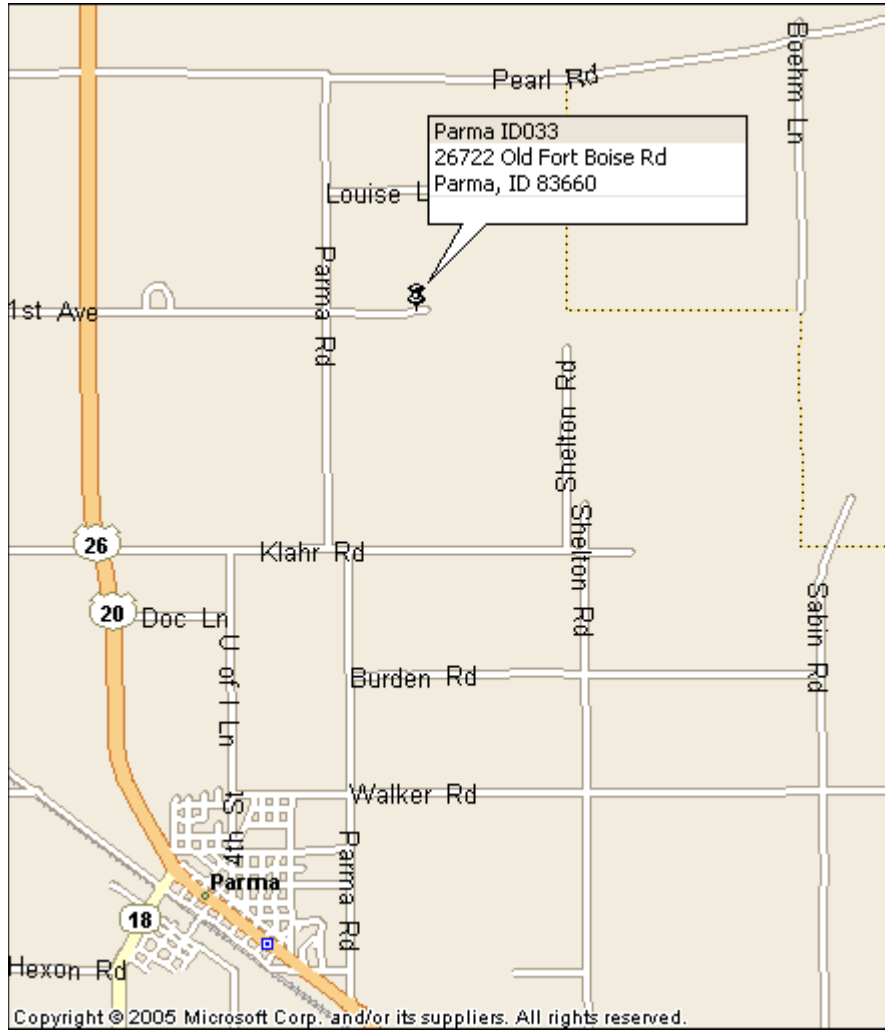 Boehm Ln
Pearl Rd
Parma ID033
26722 Old Fort Boise Rd
Parma, ID 83660
Louise L
Parma Rd
1st Ave
Shelton Rd
Shelton Rd
26
Klahr Rd
20
Doc Ln
Sabin Rd
U of I Ln
Burden Rd
Walker Rd
4th St
Parma Rd
Parma
18
Hexon Rd
Copyright © 2005 Microsoft Corp. and/or its suppliers. All rights reserved.